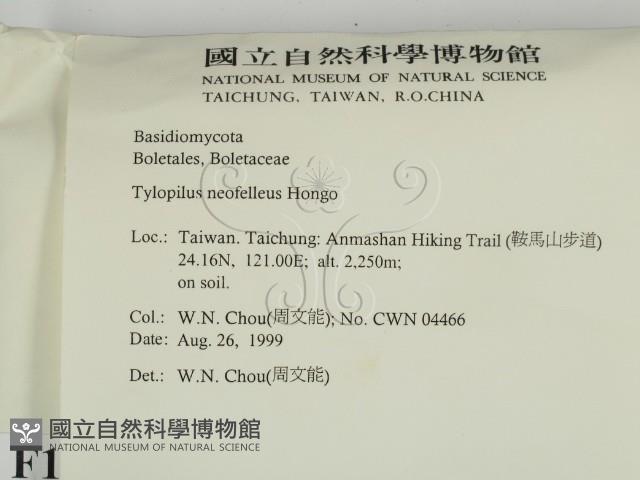 國立自然科學博物館
NATIONAL MUSEUM OF NATURAL SCIENCE
TAICHUNG, TAIWAN, R.O.CHINA
Basidiomycota
Boletales, Boletaceae
Tylopilus neofelleus Hongo
Loc.: Taiwan. Taichung: Anmashan Hiking Trail (鞍馬山步道)
24.16N, 121.00E; alt. 2,250m;
on soil.
Col.: W.N. Chou(周文能); No. CWN 04466
Date: Aug. 26, 1999
Det.: W.N. Chou(周文能)
國立自然科學博物館
NATIONAL MUSEUM OF NATURAL SCIENCE
F1